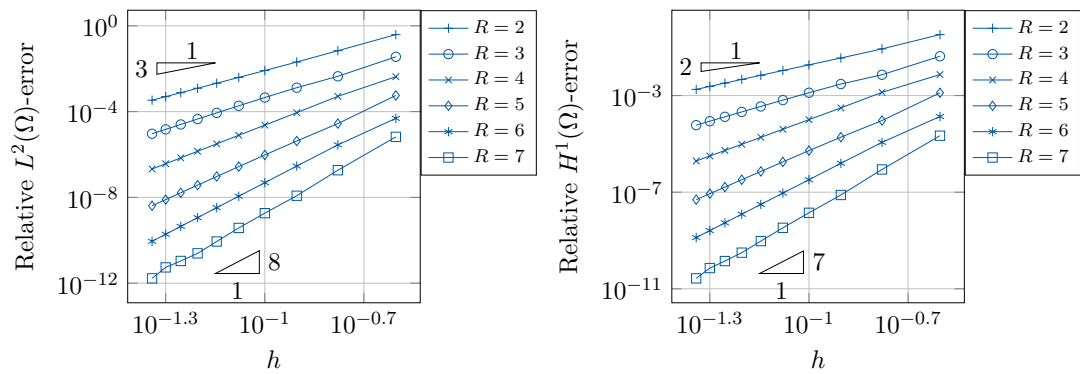 Relative $L^2(\Omega)$-error
$10^0$
$10^{-4}$
$10^{-8}$
$10^{-12}$
3
1
8
1
$10^{-1.3}$
$10^{-1}$
$10^{-0.7}$
$h$
$R = 2$
$R = 3$
$R = 4$
$R = 5$
$R = 6$
$R = 7$
Relative $H^1(\Omega)$-error
$10^{-3}$
$10^{-7}$
$10^{-11}$
2
1
7
1
$10^{-1.3}$
$10^{-1}$
$10^{-0.7}$
$h$
$R = 2$
$R = 3$
$R = 4$
$R = 5$
$R = 6$
$R = 7$